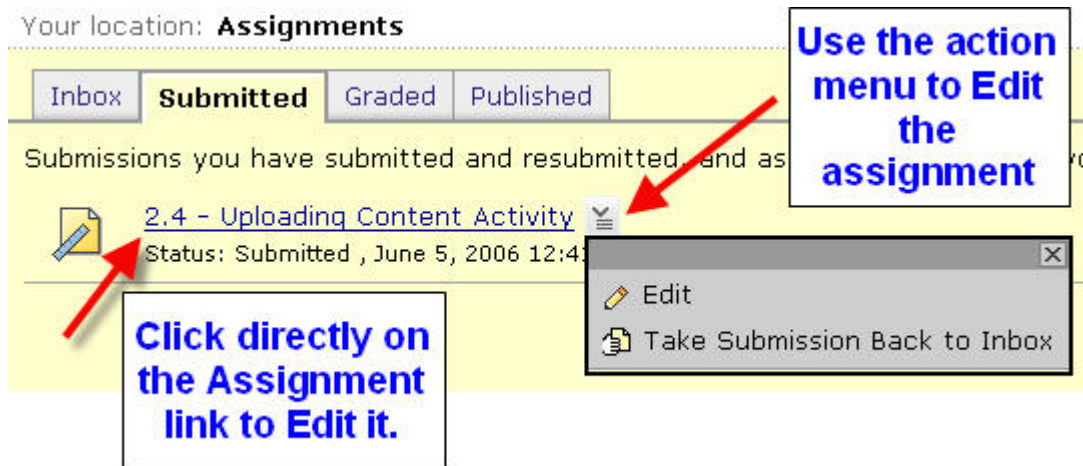 Your location: Assignments
Use the action
menu to Edit
the
assignment
Inbox Submitted Graded Published
Submissions you have submitted and resubmitted, and as
2.4 - Uploading Content Activity
Status: Submitted , June 5, 2006 12:4
Edit
Take Submission Back to Inbox
Click directly on
the Assignment
link to Edit it.